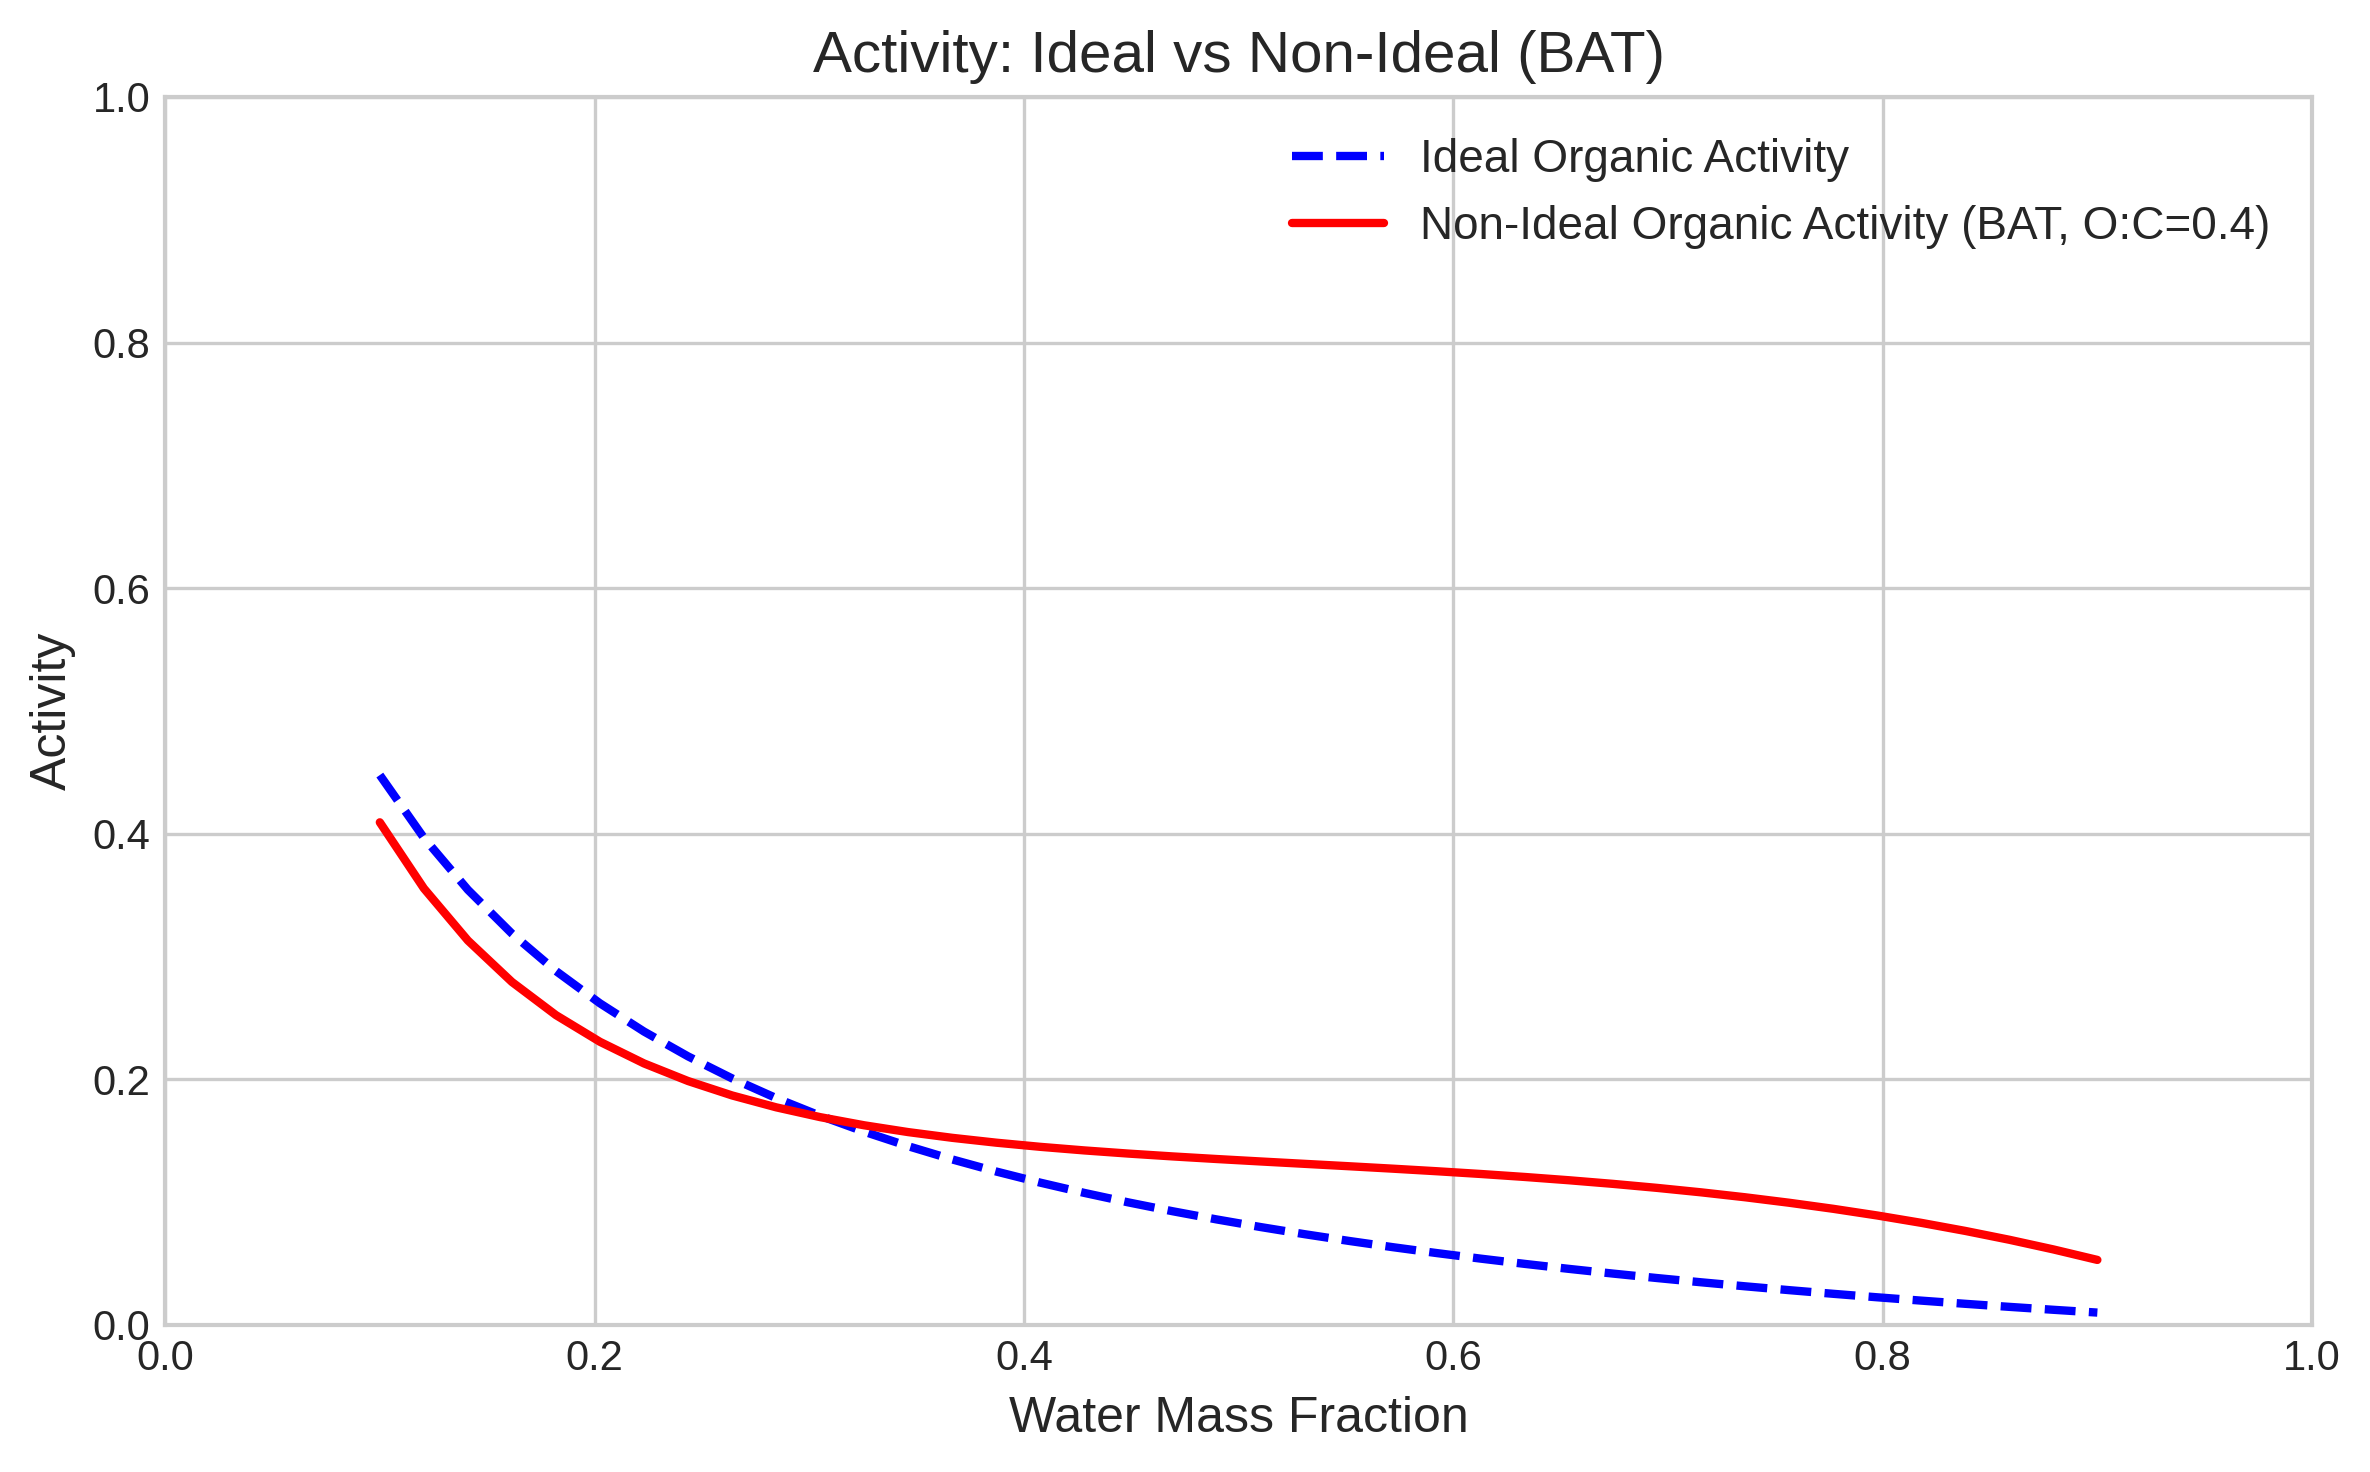 Activity: Ideal vs Non-Ideal (BAT)
Ideal Organic Activity
Non-Ideal Organic Activity (BAT, O:C=0.4)
Activity
1.0
0.8
0.6
0.4
0.2
0.0
0.0 0.2 0.4 0.6 0.8 1.0
Water Mass Fraction